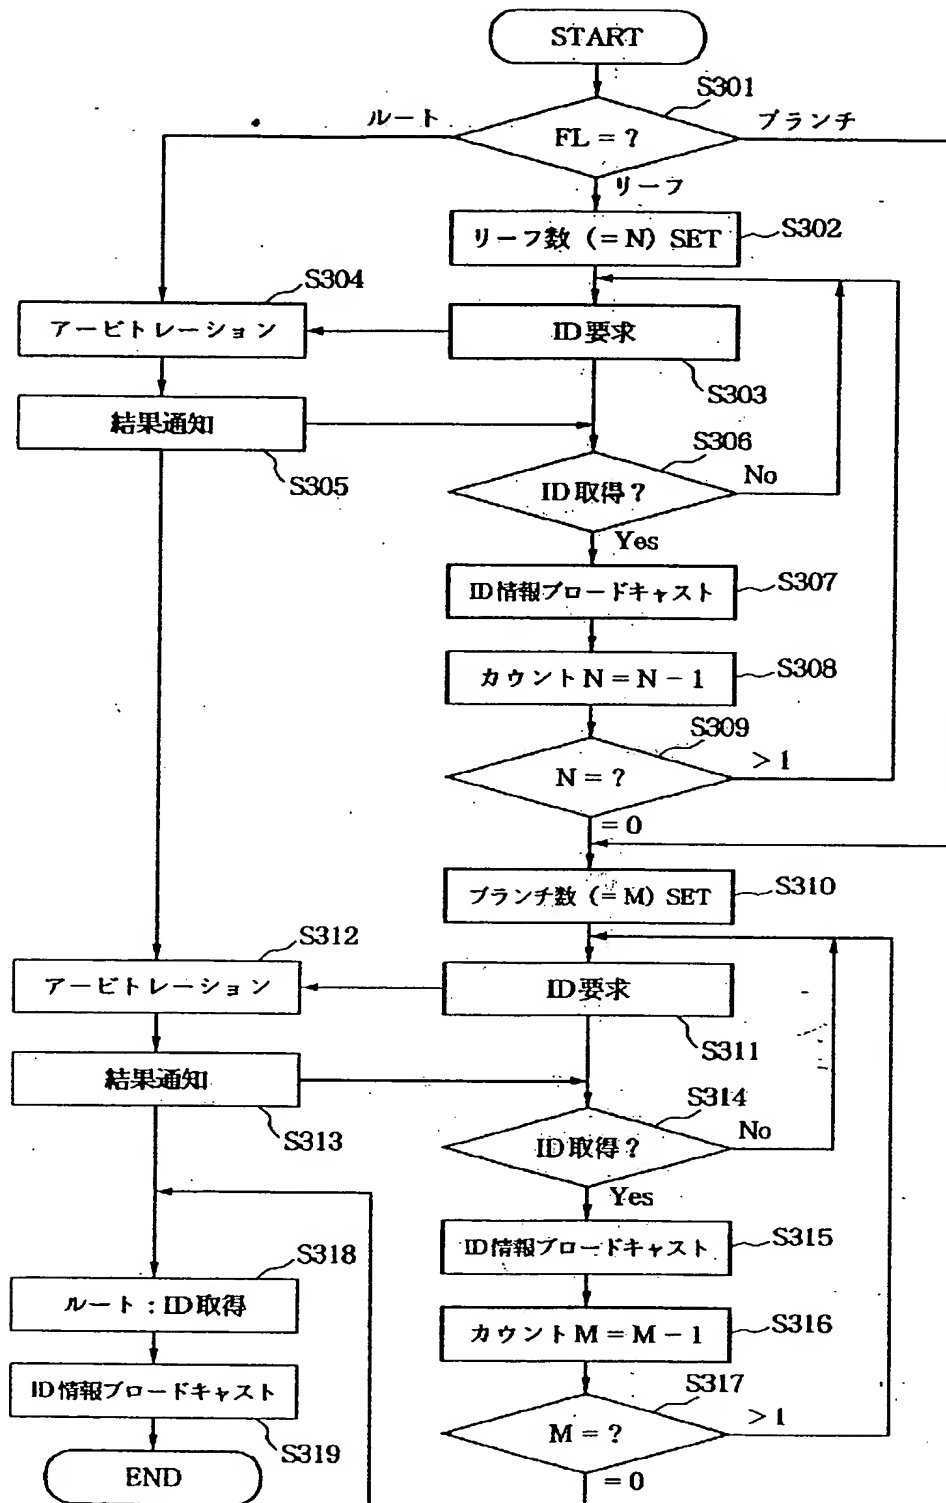 START
S301
ルート
FL = ?
ブランチ
リーフ
リーフ数 (= N) SET
S302
S304
アービトレーション
ID要求
S303
結果通知
S305
S306
ID取得?
No
Yes
ID情報ブロードキャスト
S307
カウント N = N - 1
S308
S309
N = ?
> 1
= 0
ブランチ数 (= M) SET
S310
S312
アービトレーション
ID要求
S311
結果通知
S313
S314
ID取得?
No
Yes
ID情報ブロードキャスト
S315
S318
ルート : ID取得
カウント M = M - 1
S316
ID情報ブロードキャスト
S319
S317
M = ?
> 1
= 0
END